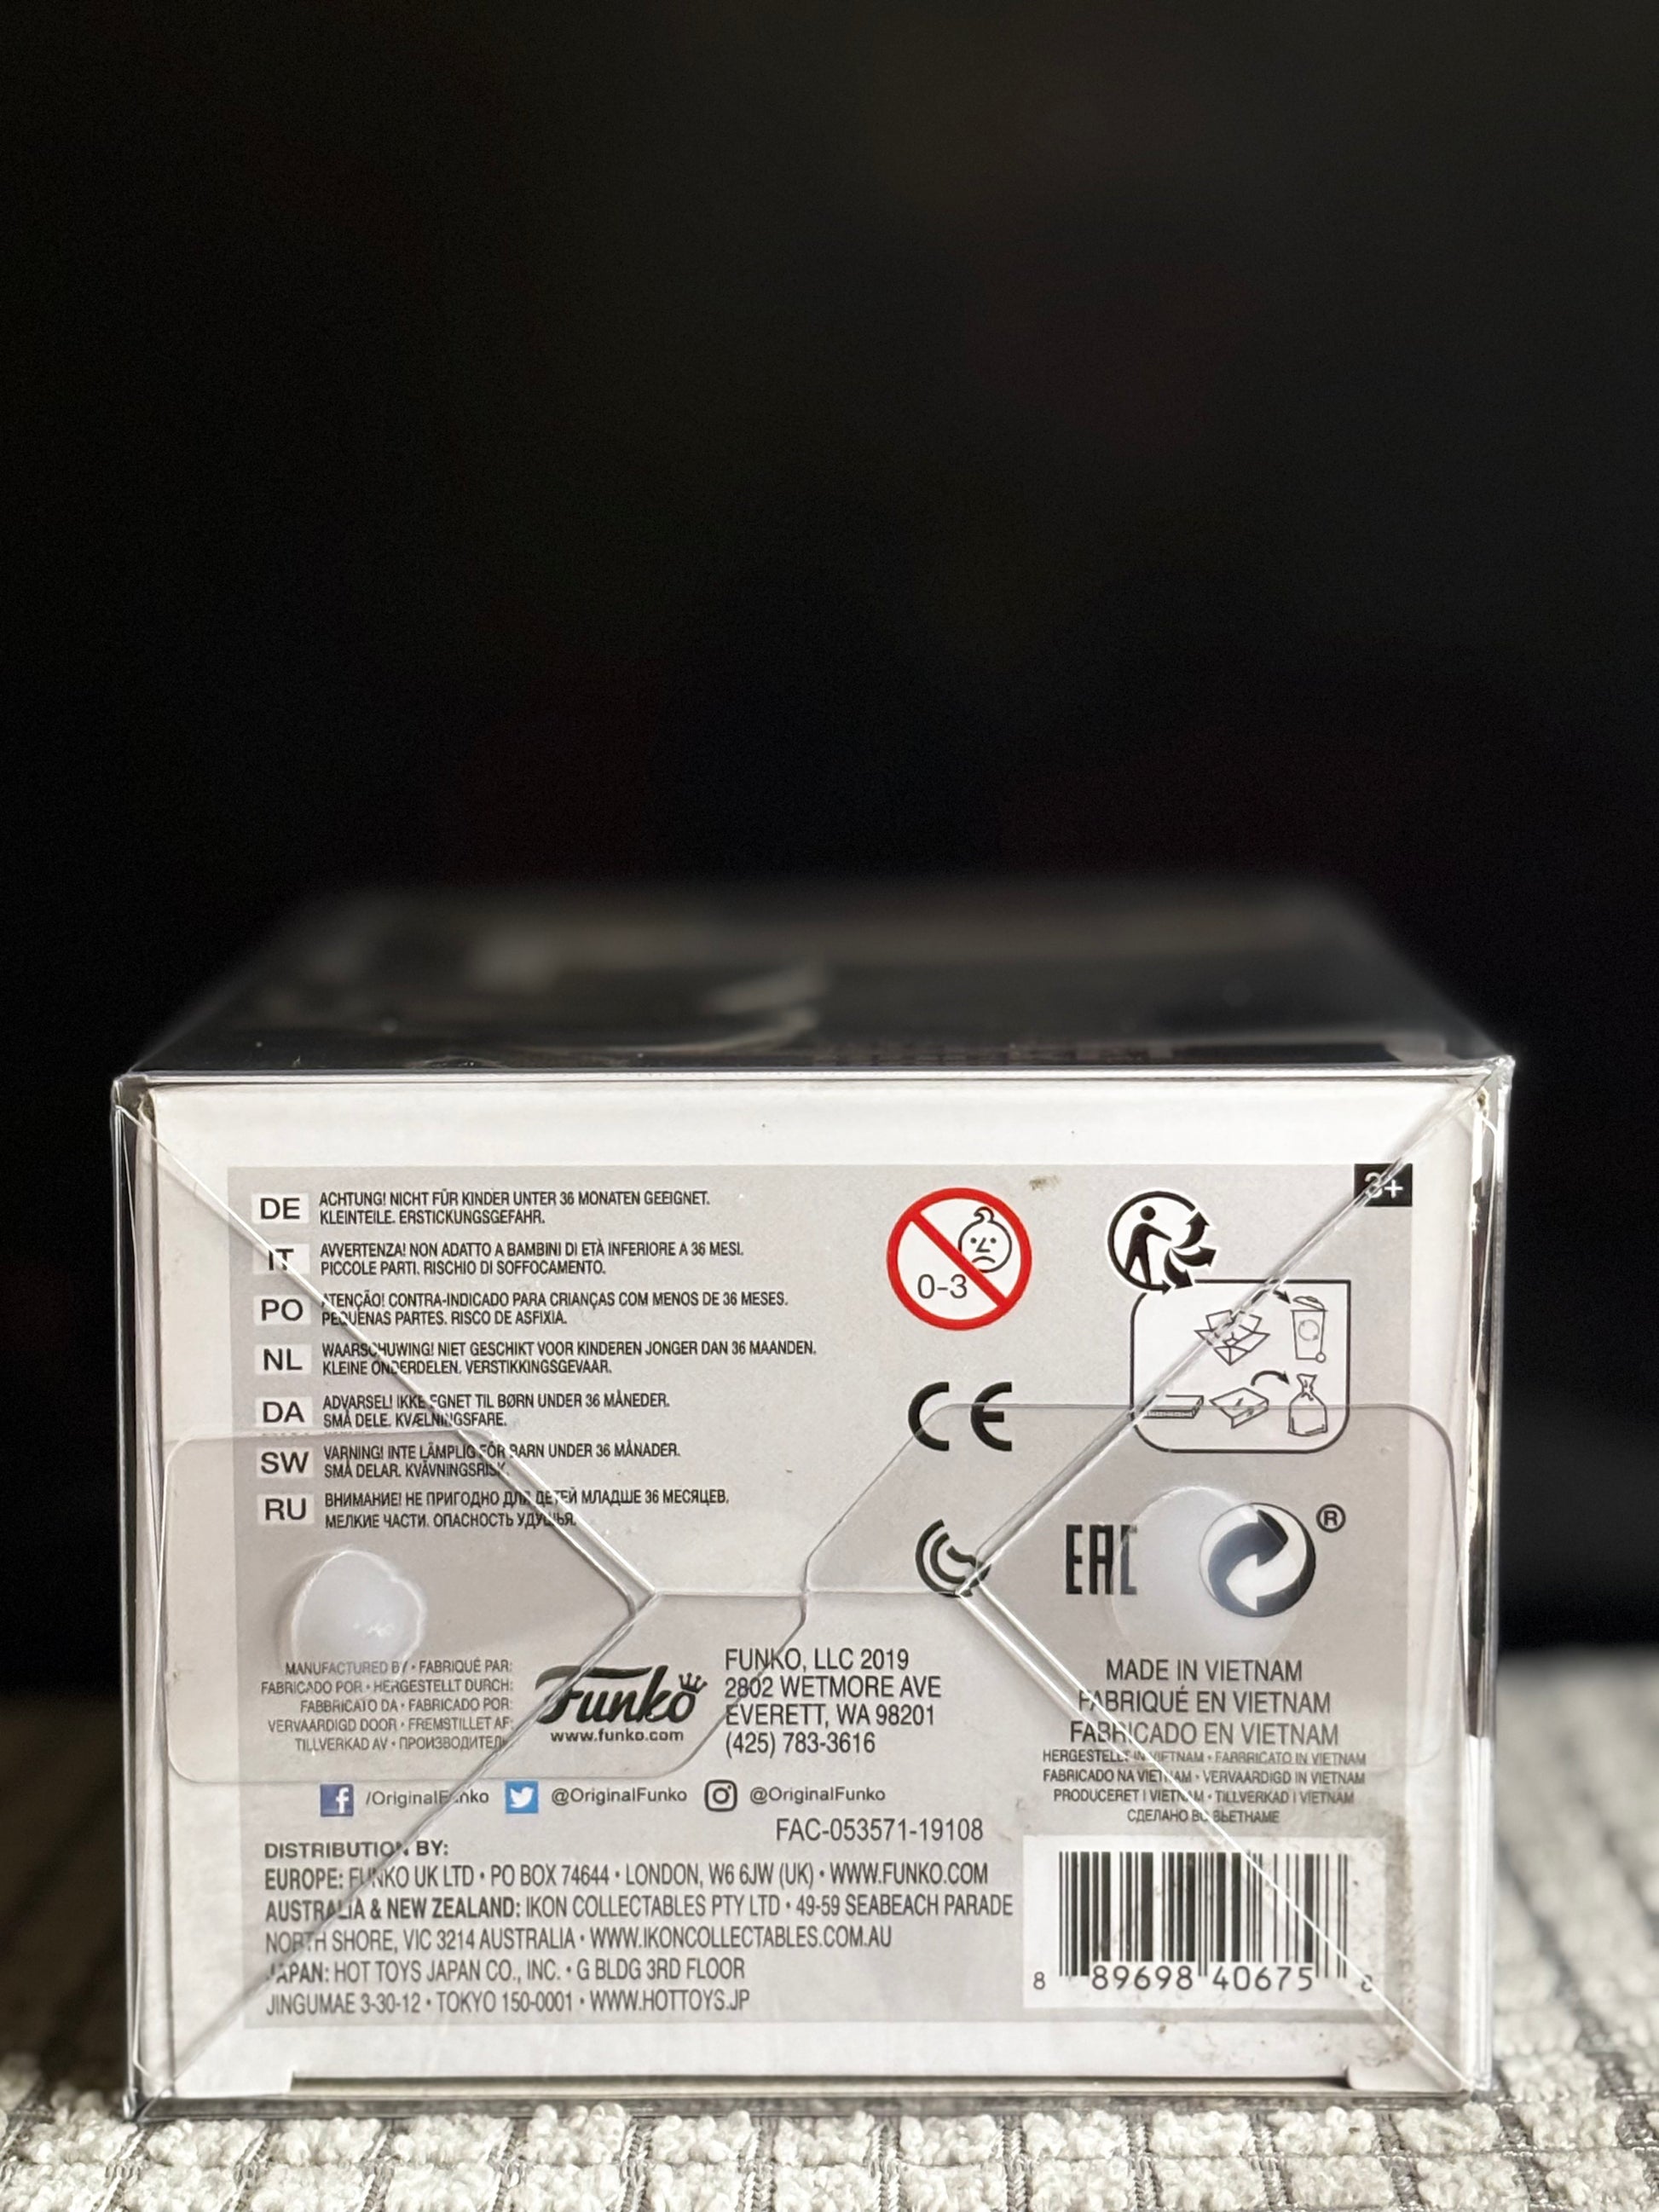 3+
DE
ACHTUNG! NICHT FÜR KINDER UNTER 36 MONATEN GEEIGNET.
KLEINTEILE. ERSTICKUNGSGEFAHR.
IT
AVVERTENZA! NON ADATTO A BAMBINI DI ETÀ INFERIORE A 36 MESI.
PICCOLE PARTI. RISCHIO DI SOFFOCAMENTO.
PO
ATENÇÃO! CONTRA-INDICADO PARA CRIANÇAS COM MENOS DE 36 MESES.
PEQUENAS PARTES. RISCO DE ASFIXIA.
NL
WAARSCHUWING! NIET GESCHIKT VOOR KINDEREN JONGER DAN 36 MAANDEN.
KLEINE ONDERDELEN. VERSTIKKINGSGEVAAR.
DA
ADVARSEL! IKKE EGNET TIL BØRN UNDER 36 MÅNEDER.
SMÅ DELE. KVÆLNINGSFARE.
SW
VARNING! INTE LÄMPLIG FÖR BARN UNDER 36 MÅNADER.
SMÅ DELAR. KVÄVNINGSRISK.
RU
ВНИМАНИЕ! НЕ ПРИГОДНО ДЛЯ ДЕТЕЙ МЛАДШЕ 36 МЕСЯЦЕВ.
МЕЛКИЕ ЧАСТИ. ОПАСНОСТЬ УДУШЬЯ.
0-3
CE
EAC
®
MANUFACTURED BY • FABRIQUÉ PAR:
FABRICADO POR • HERGESTELLT DURCH:
FABBRICATO DA • FABRICADO POR:
VERVAARDIGD DOOR • FREMSTILLET AF:
TILLVERKAD AV • ПРОИЗВОДИТЕЛЬ
Funko
www.funko.com
FUNKO, LLC 2019
2802 WETMORE AVE
EVERETT, WA 98201
(425) 783-3616
MADE IN VIETNAM
FABRIQUÉ EN VIETNAM
FABRICADO EN VIETNAM
HERGESTELLT IN VIETNAM • FABBRICATO IN VIETNAM
FABRICADO NA VIETNAM • VERVAARDIGD IN VIETNAM
PRODUCERET I VIETNAM • TILLVERKAD I VIETNAM
СДЕЛАНО ВО ВЬЕТНАМЕ
/OriginalFunko @OriginalFunko @OriginalFunko
FAC-053571-19108
DISTRIBUTION BY:
EUROPE: FUNKO UK LTD • PO BOX 74644 • LONDON, W6 6JW (UK) • WWW.FUNKO.COM
AUSTRALIA & NEW ZEALAND: IKON COLLECTABLES PTY LTD • 49-59 SEABEACH PARADE
NORTH SHORE, VIC 3214 AUSTRALIA • WWW.IKONCOLLECTABLES.COM.AU
JAPAN: HOT TOYS JAPAN CO., INC. • G BLDG 3RD FLOOR
JINGUMAE 3-30-12 • TOKYO 150-0001 • WWW.HOTTOYS.JP
8 89698 40675